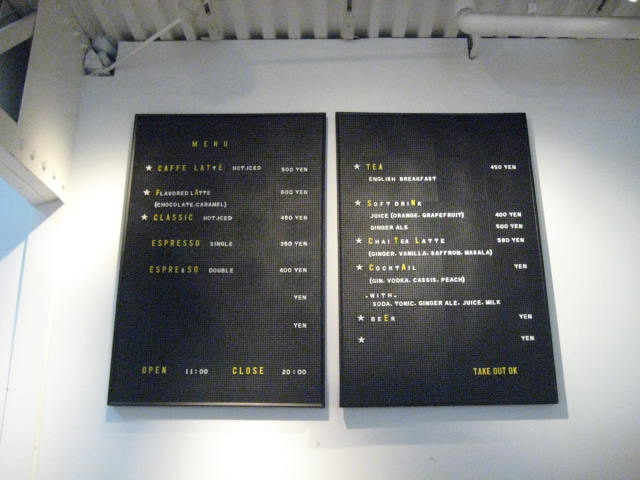 MENU
★ CAFFE LATTE HOT.ICED 500 YEN
★ FLAVORED LATTE 600 YEN
(CHOCOLATE.CARAMEL)
★ CLASSIC HOT.ICED 450 YEN
ESPRESSO SINGLE 350 YEN
ESPREsSO DOUBLE 400 YEN
YEN
YEN
OPEN 11:00 CLOSE 20:00
★ TEA 450 YEN
ENGLISH BREAKFAST
★ SOFT DRINK
JUICE (ORANGE. GRAPEFRUIT) 400 YEN
GINGER ALE 500 YEN
★ CHAI TEA LATTE 580 YEN
(GINGER. VANILLA. SAFFRON. MASALA)
★ COCKTAIL YEN
(GIN. VODKA. CASSIS. PEACH)
-WITH-
SODA. TONIC. GINGER ALE. JUICE. MILK
★ BEER YEN
★ YEN
TAKE OUT OK